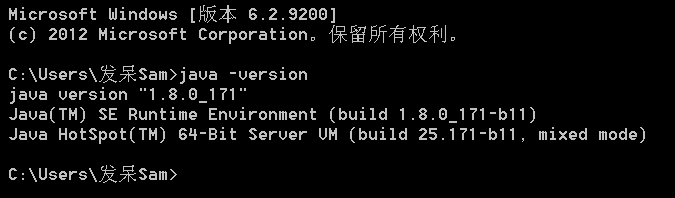 Microsoft Windows [版本 6.2.9200]
(c) 2012 Microsoft Corporation。保留所有权利。
C:\Users\发呆Sam>java -version
java version "1.8.0_171"
Java(TM) SE Runtime Environment (build 1.8.0_171-b11)
Java HotSpot(TM) 64-Bit Server VM (build 25.171-b11, mixed mode)
C:\Users\发呆Sam>